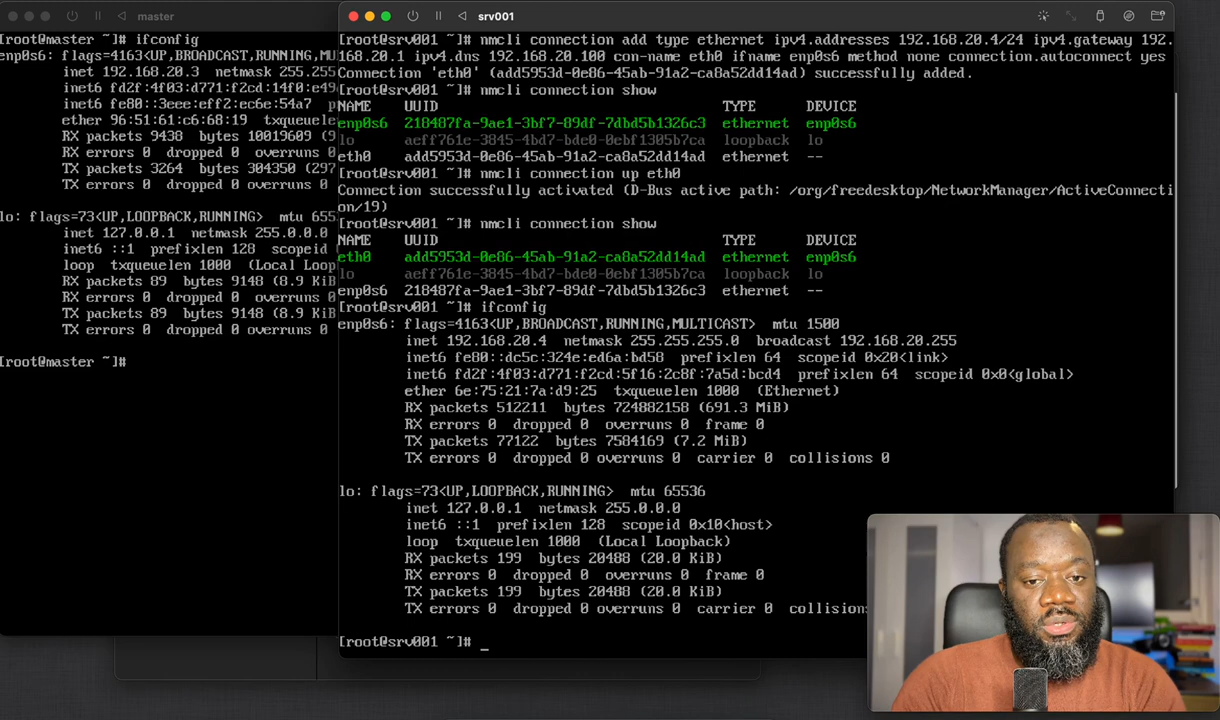 master
[root@master ~]# ifconfig
enp0s6: flags=4163<UP,BROADCAST,RUNNING,MU
inet 192.168.20.3  netmask 255.255
inet6 fd2f:4f03:d771:f2cd:14f0:e49
inet6 fe80::3eee:eff2:ec6e:54a7  p
ether 96:51:61:c6:68:19  txqueuele
RX packets 9438  bytes 10019609 (9
RX errors 0  dropped 0  overruns 0
TX packets 3264  bytes 304350 (297
TX errors 0  dropped 0 overruns 0
lo: flags=73<UP,LOOPBACK,RUNNING>  mtu 655
inet 127.0.0.1  netmask 255.0.0.0
inet6 ::1  prefixlen 128  scopeid
loop  txqueuelen 1000  (Local Loop
RX packets 89  bytes 9148 (8.9 KiB
RX errors 0  dropped 0  overruns 0
TX packets 89  bytes 9148 (8.9 KiB
TX errors 0  dropped 0 overruns 0
[root@master ~]#
srv001
[root@srv001 ~]# nmcli connection add type ethernet ipv4.addresses 192.168.20.4/24 ipv4.gateway 192.
168.20.1 ipv4.dns 192.168.20.100 con-name eth0 ifname enp0s6 method none connection.autoconnect yes
Connection 'eth0' (add5953d-0e86-45ab-91a2-ca8a52dd14ad) successfully added.
[root@srv001 ~]# nmcli connection show
NAME    UUID                                  TYPE      DEVICE
enp0s6  218487fa-9ae1-3bf7-89df-7dbd5b1326c3  ethernet  enp0s6
lo      aeff761e-3845-4bd7-bde0-0ebf1305b7ca  loopback  lo
eth0    add5953d-0e86-45ab-91a2-ca8a52dd14ad  ethernet  --
[root@srv001 ~]# nmcli connection up eth0
Connection successfully activated (D-Bus active path: /org/freedesktop/NetworkManager/ActiveConnecti
on/19)
[root@srv001 ~]# nmcli connection show
NAME    UUID                                  TYPE      DEVICE
eth0    add5953d-0e86-45ab-91a2-ca8a52dd14ad  ethernet  enp0s6
lo      aeff761e-3845-4bd7-bde0-0ebf1305b7ca  loopback  lo
enp0s6  218487fa-9ae1-3bf7-89df-7dbd5b1326c3  ethernet  --
[root@srv001 ~]# ifconfig
enp0s6: flags=4163<UP,BROADCAST,RUNNING,MULTICAST>  mtu 1500
inet 192.168.20.4  netmask 255.255.255.0  broadcast 192.168.20.255
inet6 fe80::dc5c:324e:ed6a:bd58  prefixlen 64  scopeid 0x20<link>
inet6 fd2f:4f03:d771:f2cd:5f16:2c8f:7a5d:bcd4  prefixlen 64  scopeid 0x0<global>
ether 6e:75:21:7a:d9:25  txqueuelen 1000  (Ethernet)
RX packets 512211  bytes 724882158 (691.3 MiB)
RX errors 0  dropped 0  overruns 0  frame 0
TX packets 77122  bytes 7584169 (7.2 MiB)
TX errors 0  dropped 0 overruns 0  carrier 0  collisions 0
lo: flags=73<UP,LOOPBACK,RUNNING>  mtu 65536
inet 127.0.0.1  netmask 255.0.0.0
inet6 ::1  prefixlen 128  scopeid 0x10<host>
loop  txqueuelen 1000  (Local Loopback)
RX packets 199  bytes 20488 (20.0 KiB)
RX errors 0  dropped 0  overruns 0  frame 0
TX packets 199  bytes 20488 (20.0 KiB)
TX errors 0  dropped 0 overruns 0  carrier 0  collisions
[root@srv001 ~]# _